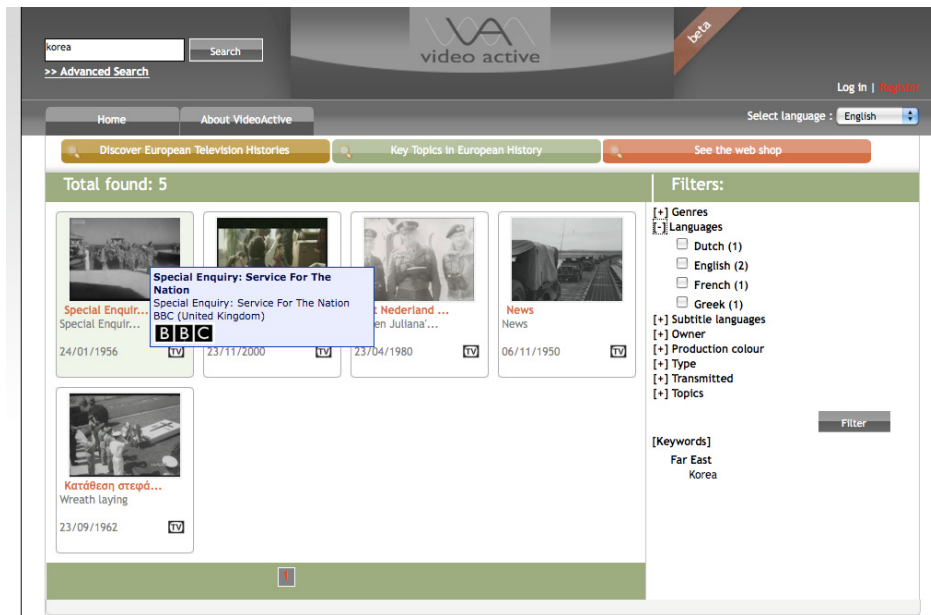 korea
Search
>> Advanced Search
VA
video active
beta
Log in | Register
Home
About VideoActive
Select language : English
Discover European Television Histories
Key Topics in European History
See the web shop
Total found: 5
Filters:
Special Enquir...
Special Enquir...
24/01/1956
TV
Special Enquiry: Service For The
Nation
Special Enquiry: Service For The Nation
BBC (United Kingdom)
BBC
23/11/2000
TV
Nederland ...
en Juliana'...
23/04/1980
TV
News
News
06/11/1950
TV
Κατάθεση στεφά...
Wreath laying
23/09/1962
TV
[+] Genres
[-] Languages
Dutch (1)
English (2)
French (1)
Greek (1)
[+] Subtitle languages
[+] Owner
[+] Production colour
[+] Type
[+] Transmitted
[+] Topics
Filter
[Keywords]
Far East
Korea
1